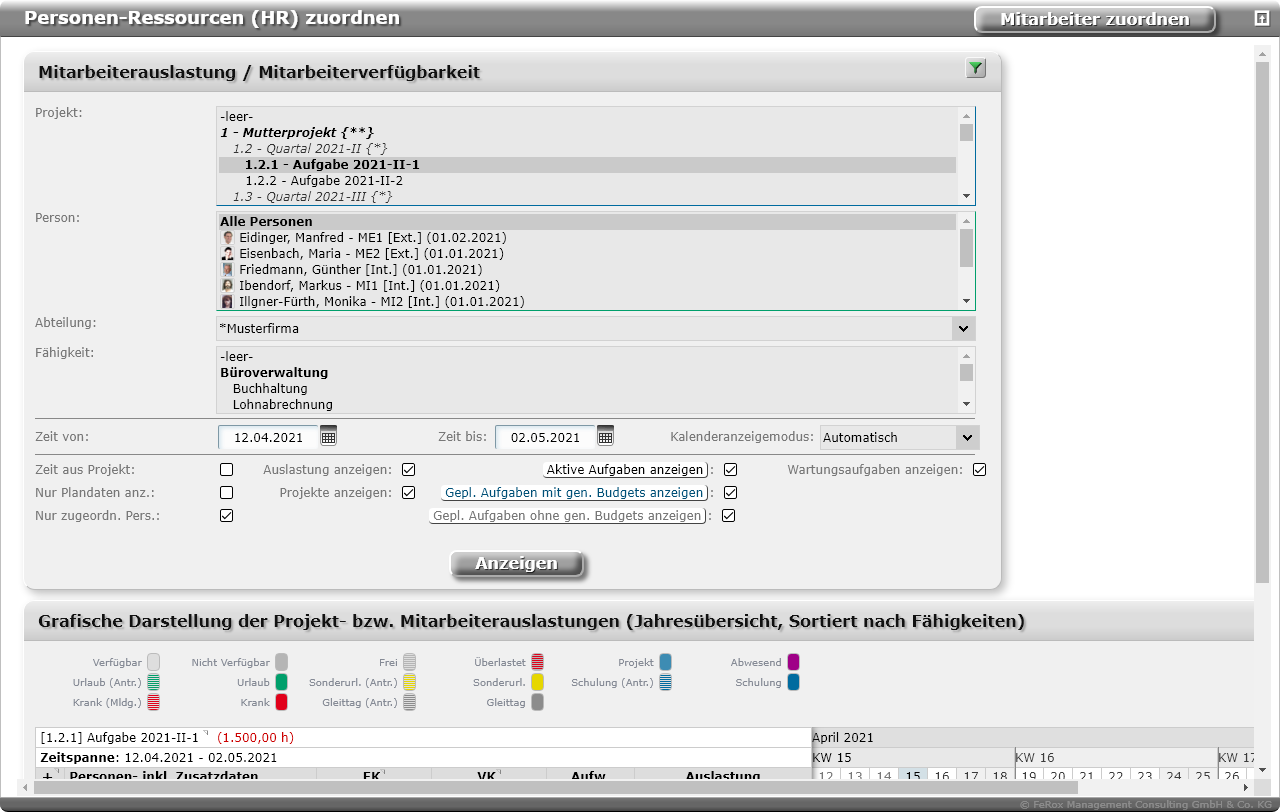 Personen-Ressourcen (HR) zuordnen Mitarbeiter zuordnen
Mitarbeiterauslastung / Mitarbeiterverfügbarkeit
Projekt: -leer-
1 - Mutterprojekt {**}
1.2 - Quartal 2021-II {*}
1.2.1 - Aufgabe 2021-II-1
1.2.2 - Aufgabe 2021-II-2
1.3 - Quartal 2021-III {*}
Person: Alle Personen
Eidinger, Manfred - ME1 [Ext.] (01.02.2021)
Eisenbach, Maria - ME2 [Ext.] (01.01.2021)
Friedmann, Günther [Int.] (01.01.2021)
Ibendorf, Markus - MI1 [Int.] (01.01.2021)
Illgner-Fürth, Monika - MI2 [Int.] (01.01.2021)
Abteilung: *Musterfirma
Fähigkeit: -leer-
Büroverwaltung
Buchhaltung
Lohnabrechnung
Zeit von: 12.04.2021 Zeit bis: 02.05.2021 Kalenderanzeigemodus: Automatisch
Zeit aus Projekt: Auslastung anzeigen: Aktive Aufgaben anzeigen : Wartungsaufgaben anzeigen:
Nur Plandaten anz.: Projekte anzeigen: Gepl. Aufgaben mit gen. Budgets anzeigen :
Nur zugeordn. Pers.: Gepl. Aufgaben ohne gen. Budgets anzeigen :
Anzeigen
Grafische Darstellung der Projekt- bzw. Mitarbeiterauslastungen (Jahresübersicht, Sortiert nach Fähigkeiten)
Verfügbar Nicht Verfügbar Frei Überlastet Projekt Abwesend
Urlaub (Antr.) Urlaub Sonderurl. (Antr.) Sonderurl. Schulung (Antr.) Schulung
Krank (Mldg.) Krank Gleittag (Antr.) Gleittag
[1.2.1] Aufgabe 2021-II-1 (1.500,00 h) April 2021
Zeitspanne: 12.04.2021 - 02.05.2021 KW 15 KW 16 KW 17
+ Personen- inkl. Zusatzdaten EK VK Aufw. Auslastung 12 13 14 15 16 17 18 19 20 21 22 23 24 25 26
© FeRox Management Consulting GmbH & Co. KG